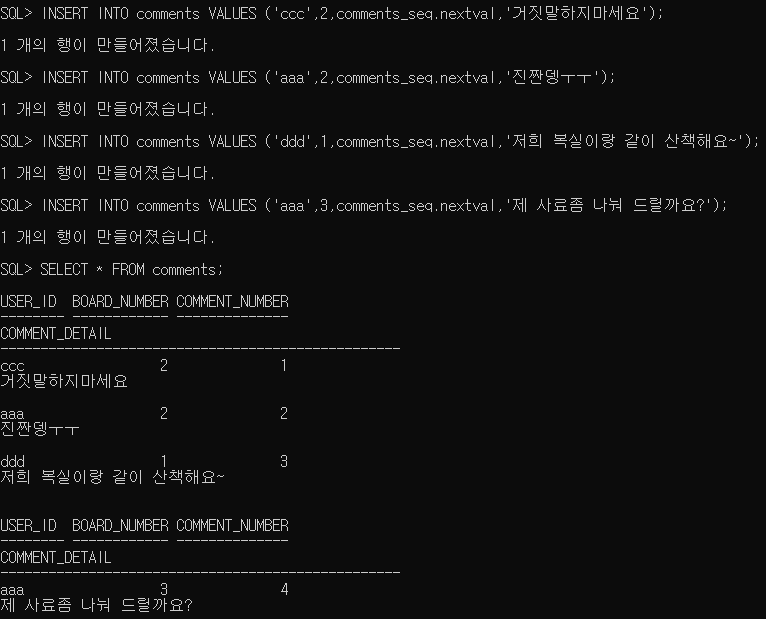 SQL> INSERT INTO comments VALUES ('ccc',2,comments_seq.nextval,'거짓말하지마세요');
1 개의 행이 만들어졌습니다.
SQL> INSERT INTO comments VALUES ('aaa',2,comments_seq.nextval,'진짠뎅ㅜㅜ');
1 개의 행이 만들어졌습니다.
SQL> INSERT INTO comments VALUES ('ddd',1,comments_seq.nextval,'저희 복실이랑 같이 산책해요~');
1 개의 행이 만들어졌습니다.
SQL> INSERT INTO comments VALUES ('aaa',3,comments_seq.nextval,'제 사료좀 나눠 드럴까요?');
1 개의 행이 만들어졌습니다.
SQL> SELECT * FROM comments;
USER_ID  BOARD_NUMBER COMMENT_NUMBER
-------- ------------ --------------
COMMENT_DETAIL
--------------------------------------------------
ccc                 2              1
거짓말하지마세요
aaa                 2              2
진짠뎅ㅜㅜ
ddd                 1              3
저희 복실이랑 같이 산책해요~
USER_ID  BOARD_NUMBER COMMENT_NUMBER
-------- ------------ --------------
COMMENT_DETAIL
--------------------------------------------------
aaa                 3              4
제 사료좀 나눠 드럴까요?